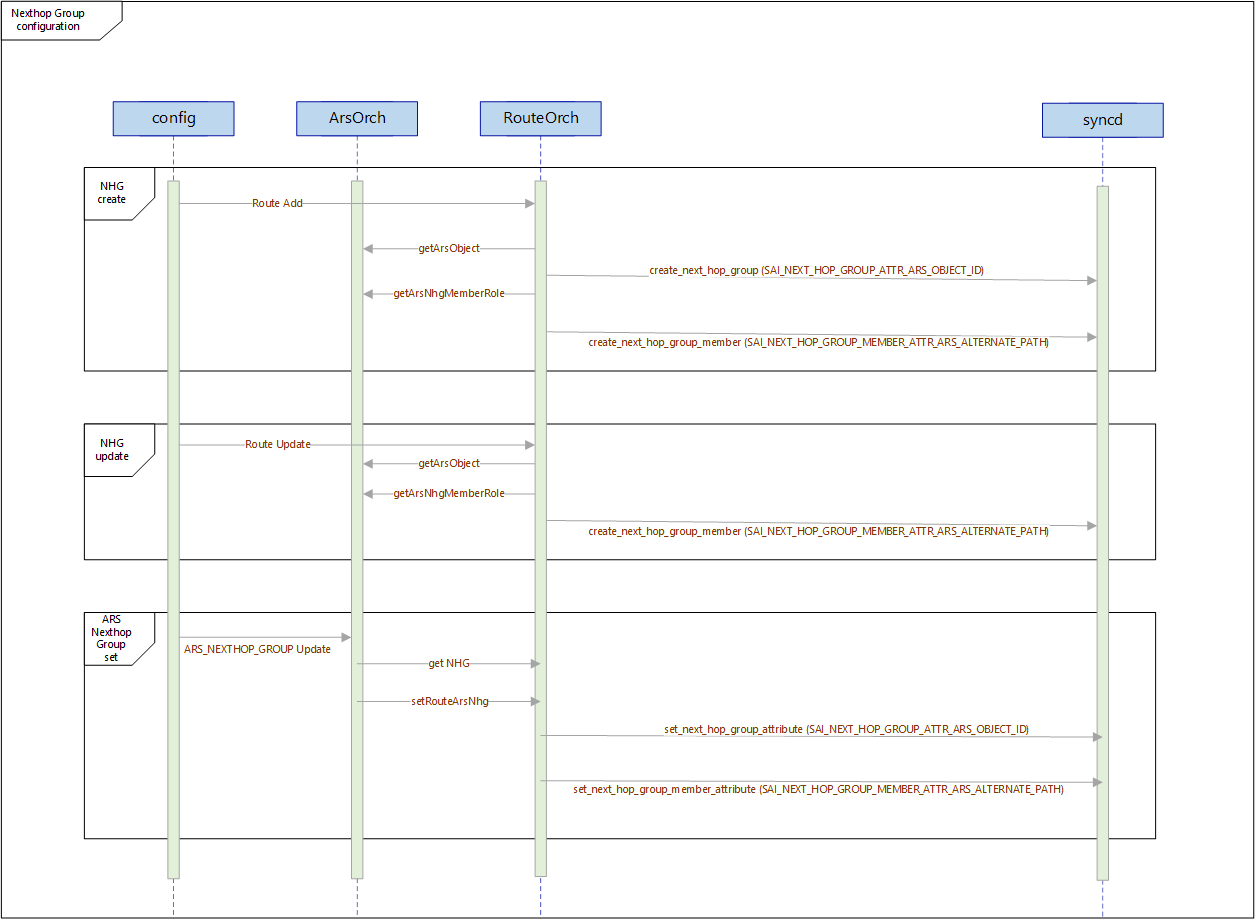 Nexthop Group
configuration
config
ArsOrch
RouteOrch
syncd
NHG
create
Route Add
getArsObject
create_next_hop_group (SAI_NEXT_HOP_GROUP_ATTR_ARS_OBJECT_ID)
getArsNhgMemberRole
create_next_hop_group_member (SAI_NEXT_HOP_GROUP_MEMBER_ATTR_ARS_ALTERNATE_PATH)
NHG
update
Route Update
getArsObject
getArsNhgMemberRole
create_next_hop_group_member (SAI_NEXT_HOP_GROUP_MEMBER_ATTR_ARS_ALTERNATE_PATH)
ARS
Nexthop
Group
set
ARS_NEXTHOP_GROUP Update
get NHG
setRouteArsNhg
set_next_hop_group_attribute (SAI_NEXT_HOP_GROUP_ATTR_ARS_OBJECT_ID)
set_next_hop_group_member_attribute (SAI_NEXT_HOP_GROUP_MEMBER_ATTR_ARS_ALTERNATE_PATH)